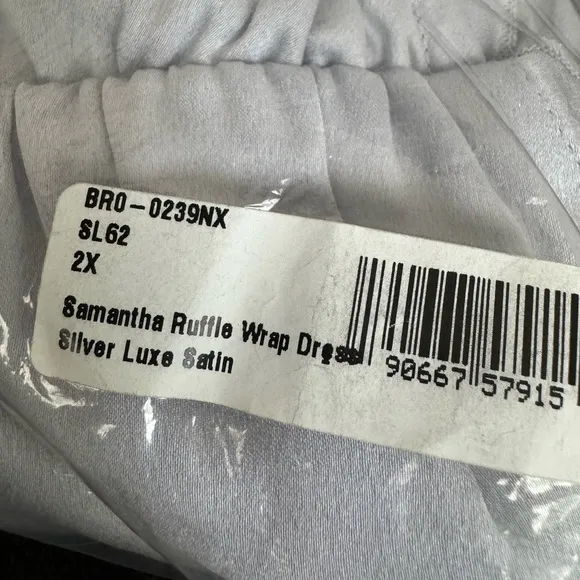 BRO-0239NX
SL62
2X
Samantha Ruffle Wrap Dress
Silver Luxe Satin
90667 57915